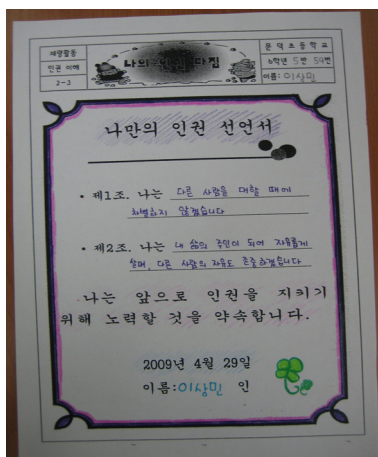 재량활동
인권 이해
2-3
나의 인권 다짐
문덕초등학교
6학년 5반 54번
이름: 이상민
나만의 인권 선언서
• 제1조. 나는 다른 사람을 대할 때에
차별하지 않겠습니다
• 제2조. 나는 내 삶의 주인이 되어 자유롭게
살며, 다른 사람의 자유도 존중하겠습니다
나는 앞으로 인권을 지키기
위해 노력할 것을 약속합니다.
2009년 4월 29일
이름:이상민 인